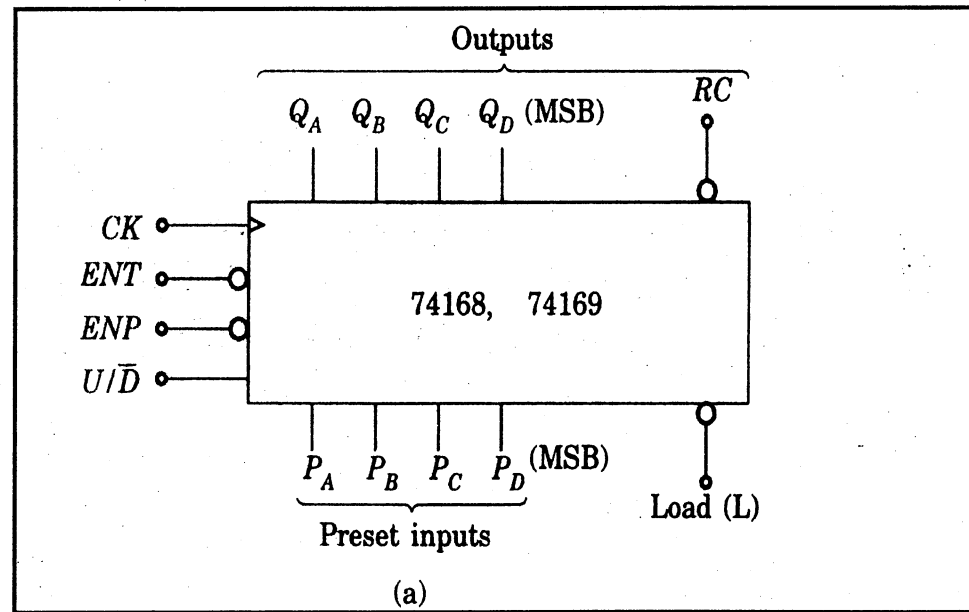 Outputs
RC
Q_A Q_B Q_C Q_D (MSB)
CK
ENT
ENP
U/D̅
74168, 74169
P_A P_B P_C P_D (MSB)
Load (L)
Preset inputs
(a)